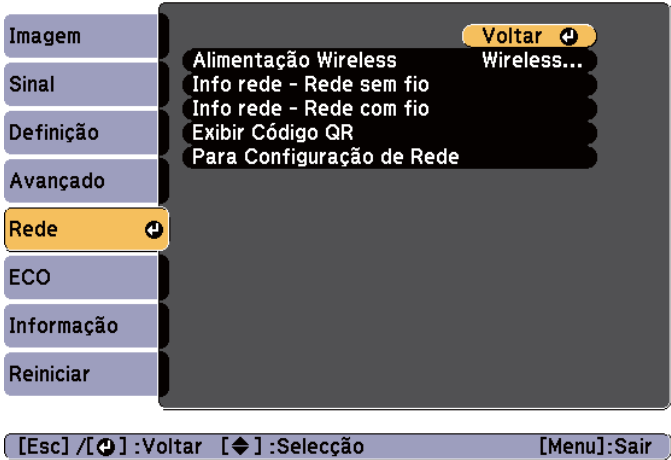 Imagem
Sinal
Definição
Avançado
Rede
ECO
Informação
Reiniciar
Voltar
Alimentação Wireless Wireless...
Info rede - Rede sem fio
Info rede - Rede com fio
Exibir Código QR
Para Configuração de Rede
[Esc] /[ ] :Voltar [ ] :Selecção [Menu]:Sair